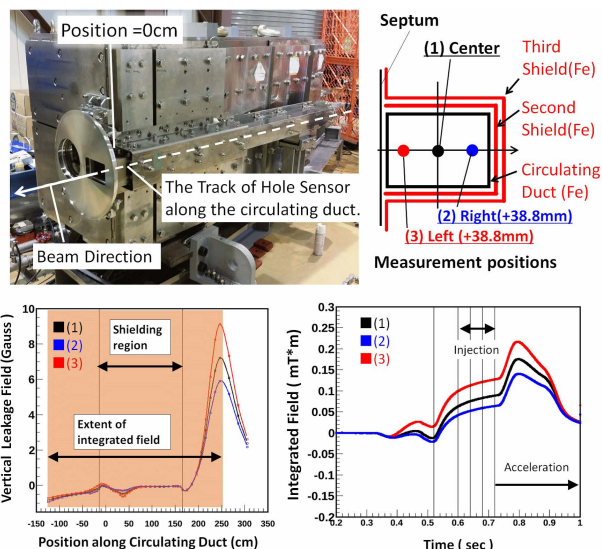 Position =0cm
The Track of Hole Sensor
along the circulating duct.
Beam Direction
Septum
(1) Center
Third
Shield(Fe)
Second
Shield(Fe)
Circulating
Duct (Fe)
(2) Right(+38.8mm)
(3) Left (+38.8mm)
Measurement positions
Vertical Leakage Field (Gauss)
10
8
6
4
2
0
(1)
(2)
(3)
Shielding
region
Extent of
integrated field
-150 -100 -50 0 50 100 150 200 250 300 350
Position along Circulating Duct (cm)
Integrated Field ( mT*m)
0.3
0.25
0.2
0.15
0.1
0.05
0
-0.05
-0.1
-0.15
-0.2
(1)
(2)
(3)
Injection
Acceleration
0.2 0.3 0.4 0.5 0.6 0.7 0.8 0.9 1
Time ( sec)